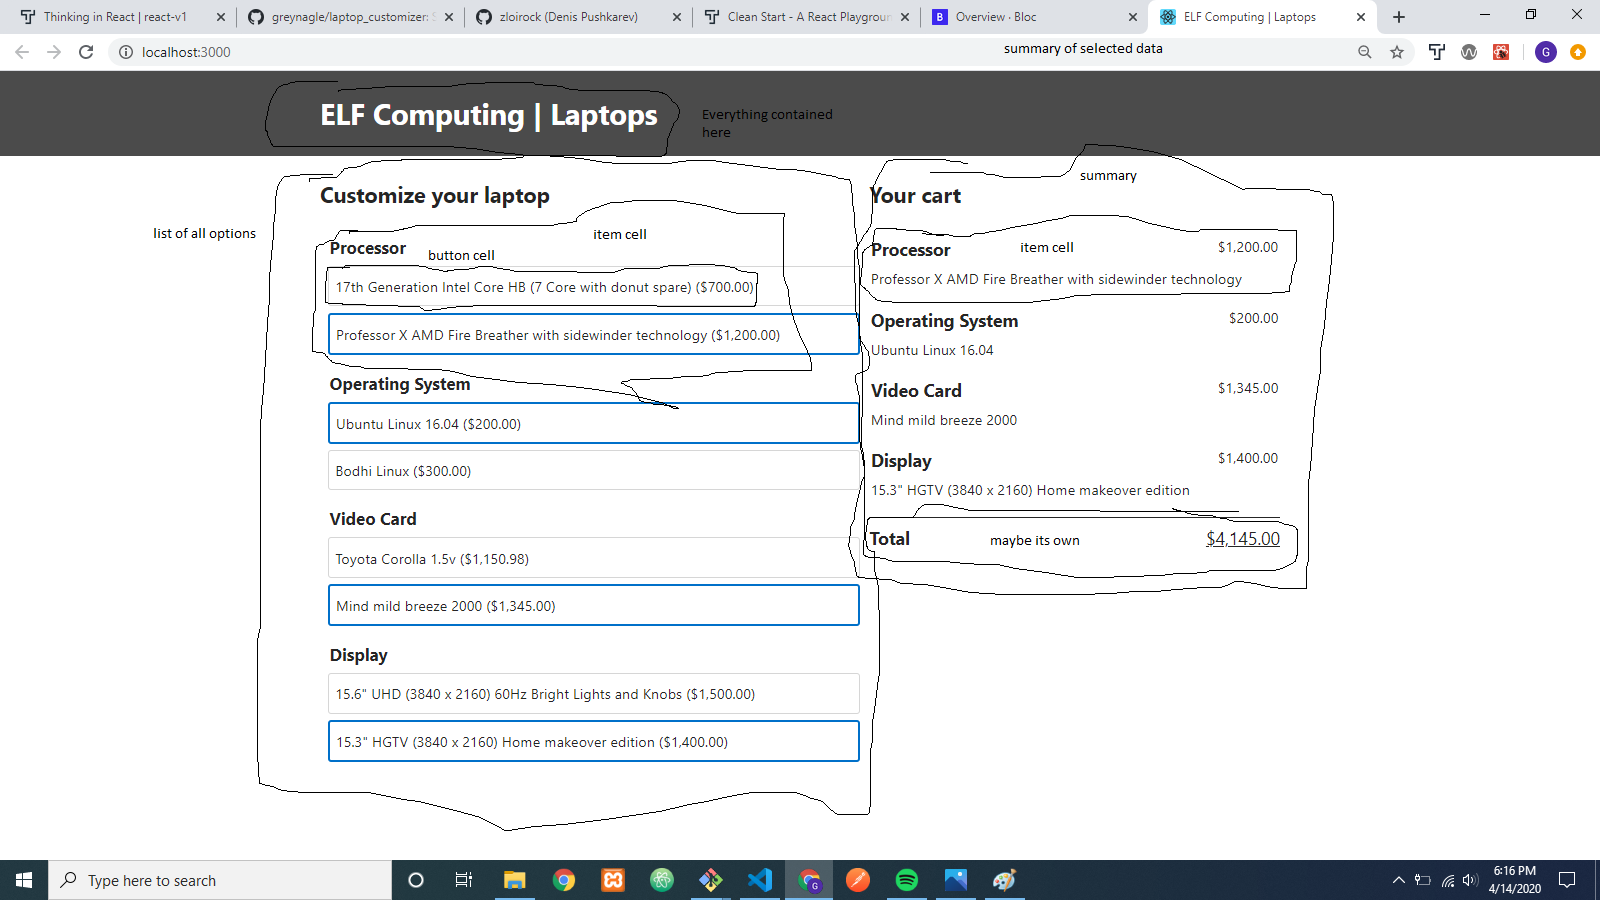 Thinking in React | react-v1
greynagle/laptop_customizer:
zloirock (Denis Pushkarev)
Clean Start - A React Playgroun
B
Overview · Bloc
ELF Computing | Laptops
localhost:3000
summary of selected data
G
ELF Computing | Laptops
Everything contained
here
Customize your laptop
list of all options
item cell
Processor
button cell
17th Generation Intel Core HB (7 Core with donut spare) ($700.00)
Professor X AMD Fire Breather with sidewinder technology ($1,200.00)
Operating System
Ubuntu Linux 16.04 ($200.00)
Bodhi Linux ($300.00)
Video Card
Toyota Corolla 1.5v ($1,150.98)
Mind mild breeze 2000 ($1,345.00)
Display
15.6" UHD (3840 x 2160) 60Hz Bright Lights and Knobs ($1,500.00)
15.3" HGTV (3840 x 2160) Home makeover edition ($1,400.00)
summary
Your cart
Processor item cell $1,200.00
Professor X AMD Fire Breather with sidewinder technology
Operating System $200.00
Ubuntu Linux 16.04
Video Card $1,345.00
Mind mild breeze 2000
Display $1,400.00
15.3" HGTV (3840 x 2160) Home makeover edition
Total maybe its own $4,145.00
Type here to search
G
6:16 PM
4/14/2020